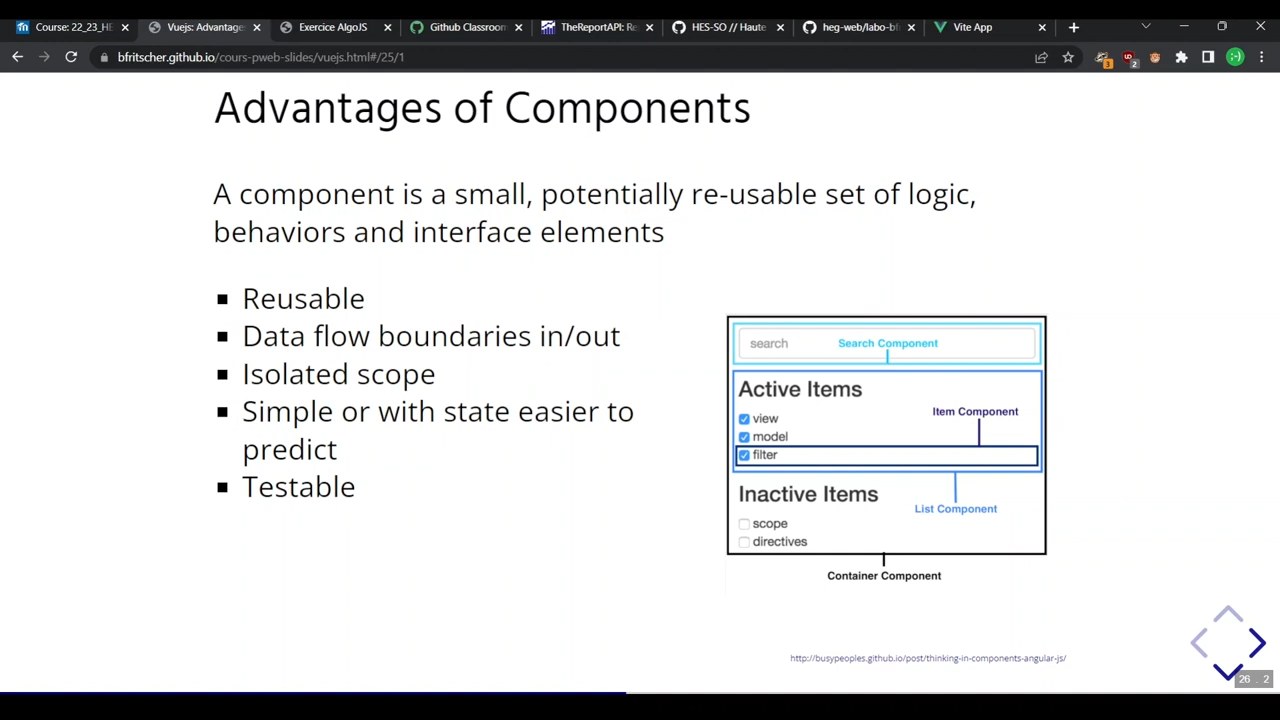 Course: 22_23_HE
Vuejs: Advantage
Exercice AlgoJS
Github Classroom
TheReportAPI: Re
HES-SO // Haute
heg-web/labo-bf
Vite App
bfritscher.github.io/cours-pweb-slides/vuejs.html#/25/1
3
2
:-)
Advantages of Components
A component is a small, potentially re-usable set of logic,
behaviors and interface elements
Reusable
Data flow boundaries in/out
Isolated scope
Simple or with state easier to
predict
Testable
search
Search Component
Active Items
view
model
filter
Item Component
List Component
Inactive Items
scope
directives
Container Component
http://busypeoples.github.io/post/thinking-in-components-angular-js/
26 . 2